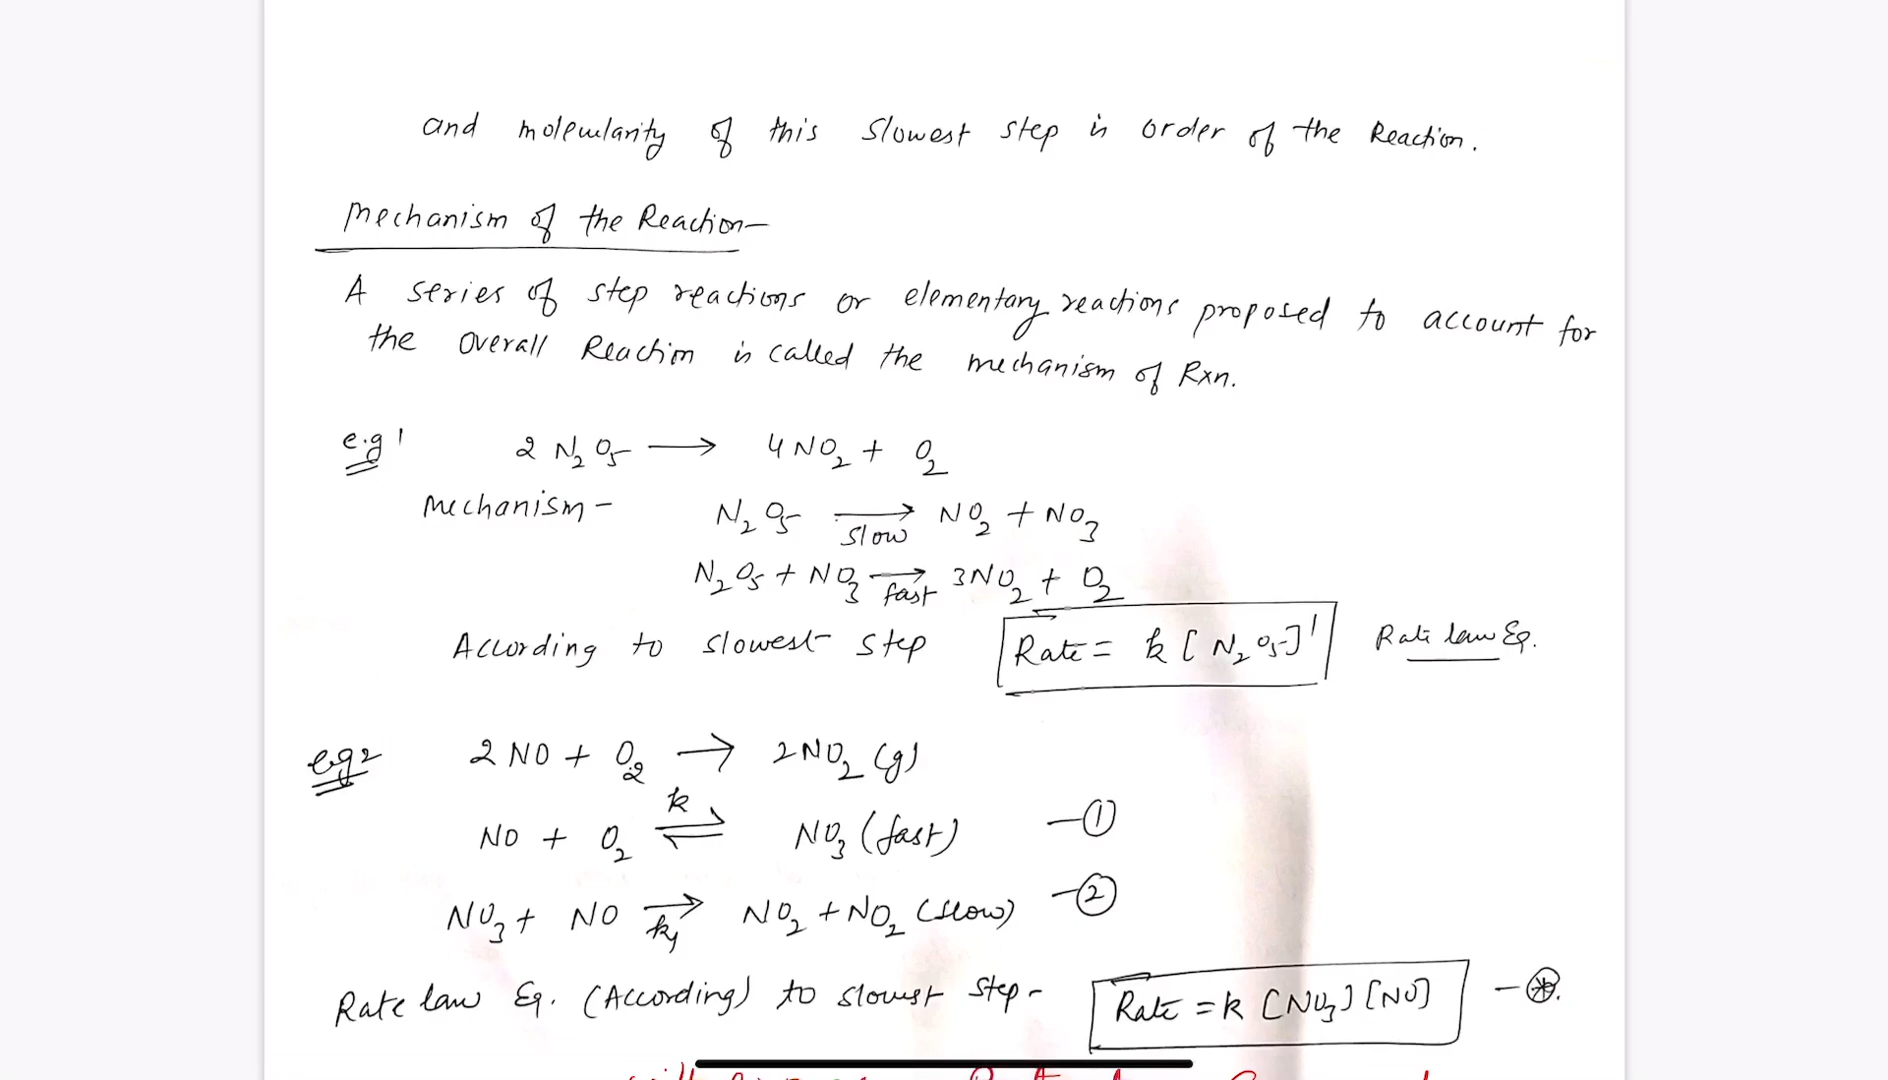 and molecularity of this slowest step is order of the Reaction.
Mechanism of the Reaction—
A series of step reactions or elementary reactions proposed to account for
the overall Reaction is called the mechanism of Rxn.
e.g 1 2 N₂O₅ ⟶ 4NO₂ + O₂
Mechanism – N₂O₅ ⟶ slow NO₂ + NO₃
N₂O₅ + NO₃ ⟶ fast 3NO₂ + O₂
According to slowest step Rate = k [N₂O₅]¹ Rate law Eq.
eg 2 2 NO + O₂ → 2NO₂ (g)
NO + O₂ ⇌ k NO₃ (fast) —①
NO₃ + NO → k₁ NO₂ + NO₂ (slow) —②
Rate law Eq. (According) to slowest step – Rate = k [NO₃] [NO] —⊛.